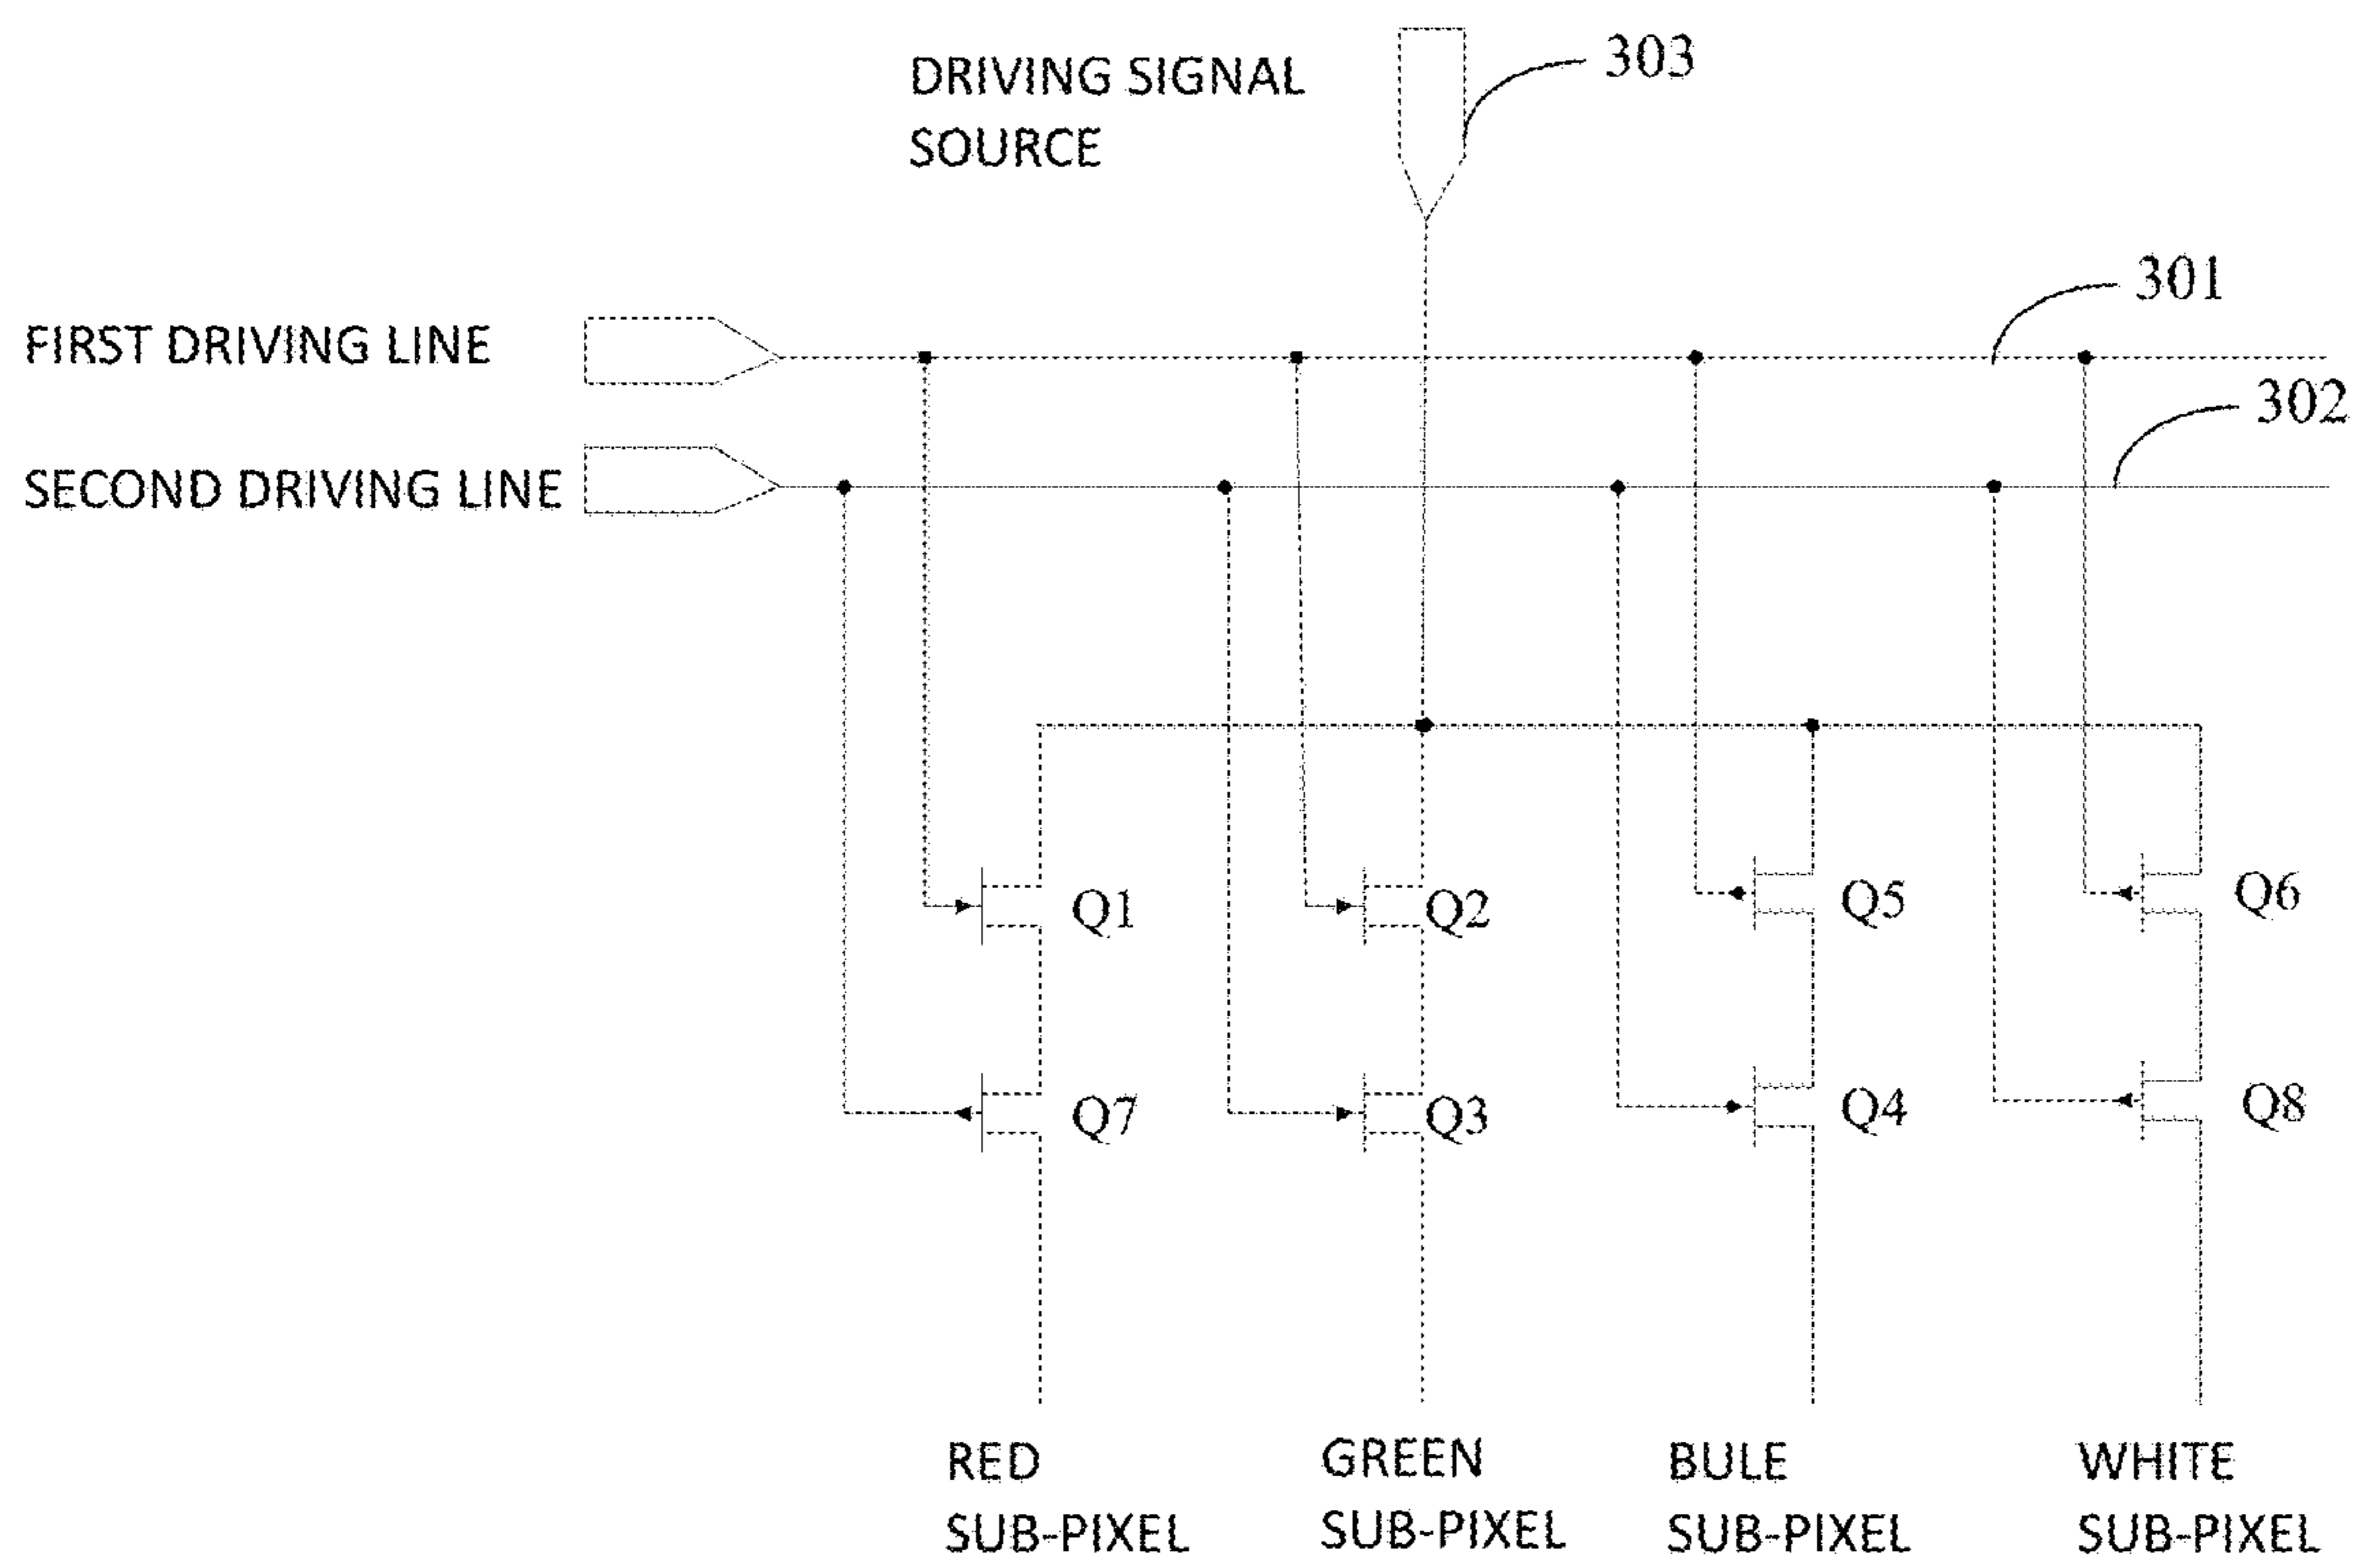 DRIVING SIGNAL
SOURCE
303
301
FIRST DRIVING LINE
302
SECOND DRIVING LINE
Q1
Q2
Q5
Q6
Q7
Q3
Q4
Q8
RED
SUB-PIXEL
GREEN
SUB-PIXEL
BULE
SUB-PIXEL
WHITE
SUB-PIXEL